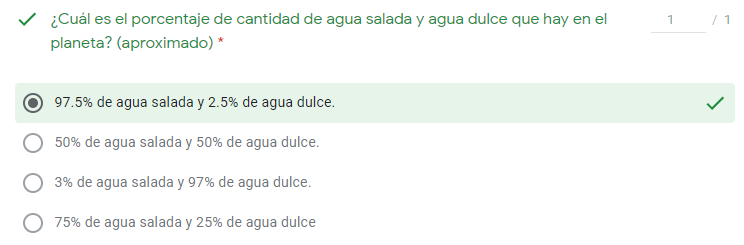 ¿Cuál es el porcentaje de cantidad de agua salada y agua dulce que hay en el 1 / 1
planeta? (aproximado) *
97.5% de agua salada y 2.5% de agua dulce.
50% de agua salada y 50% de agua dulce.
3% de agua salada y 97% de agua dulce.
75% de agua salada y 25% de agua dulce